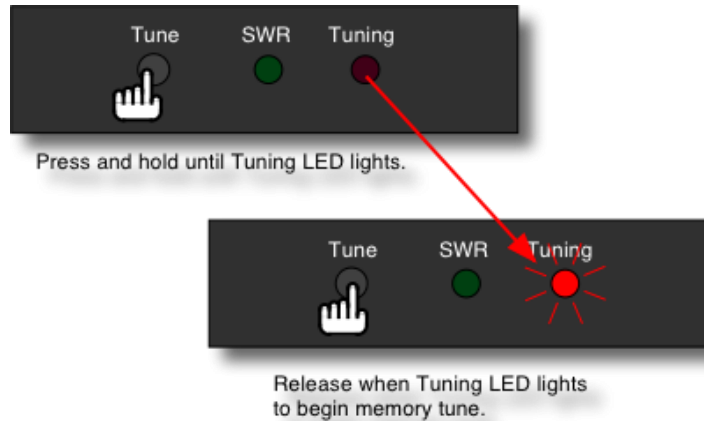 Tune SWR Tuning
Press and hold until Tuning LED lights.
Tune SWR Tuning
Release when Tuning LED lights
to begin memory tune.